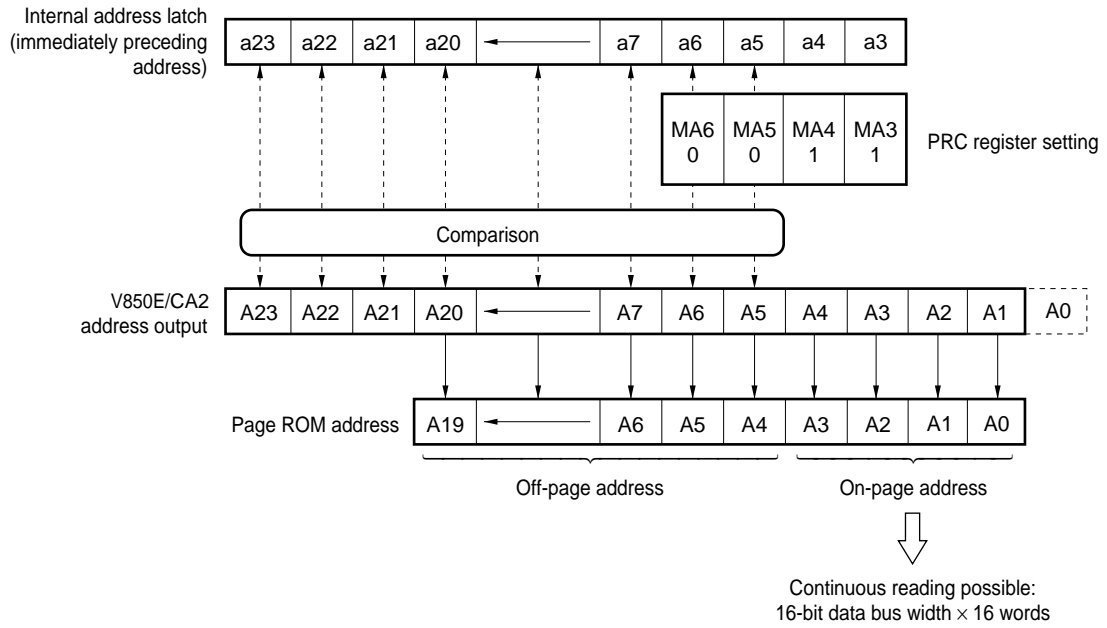 Internal address latch
(immediately preceding
address)
a23 a22 a21 a20 a7 a6 a5 a4 a3
MA6 MA5 MA4 MA3
0 0 1 1
PRC register setting
Comparison
V850E/CA2
address output
A23 A22 A21 A20 A7 A6 A5 A4 A3 A2 A1 A0
Page ROM address
A19 A6 A5 A4 A3 A2 A1 A0
Off-page address
On-page address
Continuous reading possible:
16-bit data bus width × 16 words